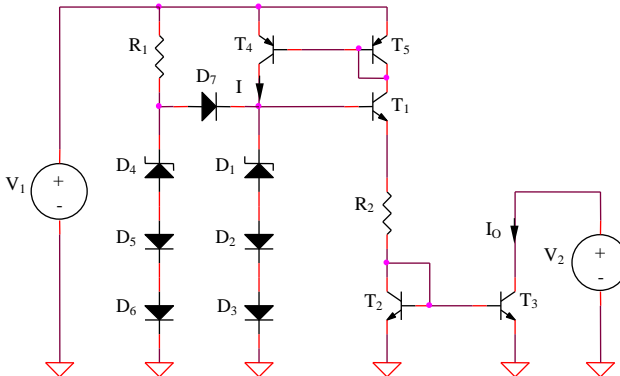 R1
T4
T5
D7
I
T1
D4
D1
V1
+
-
R2
D5
D2
IO
V2
+
-
D6
D3
T2
T3